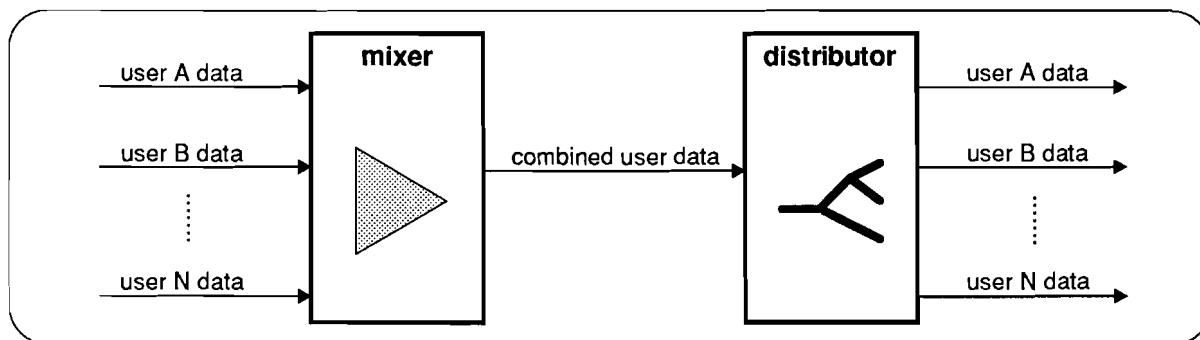 mixer
distributor
user A data
user A data
user B data
combined user data
user B data
user N data
user N data